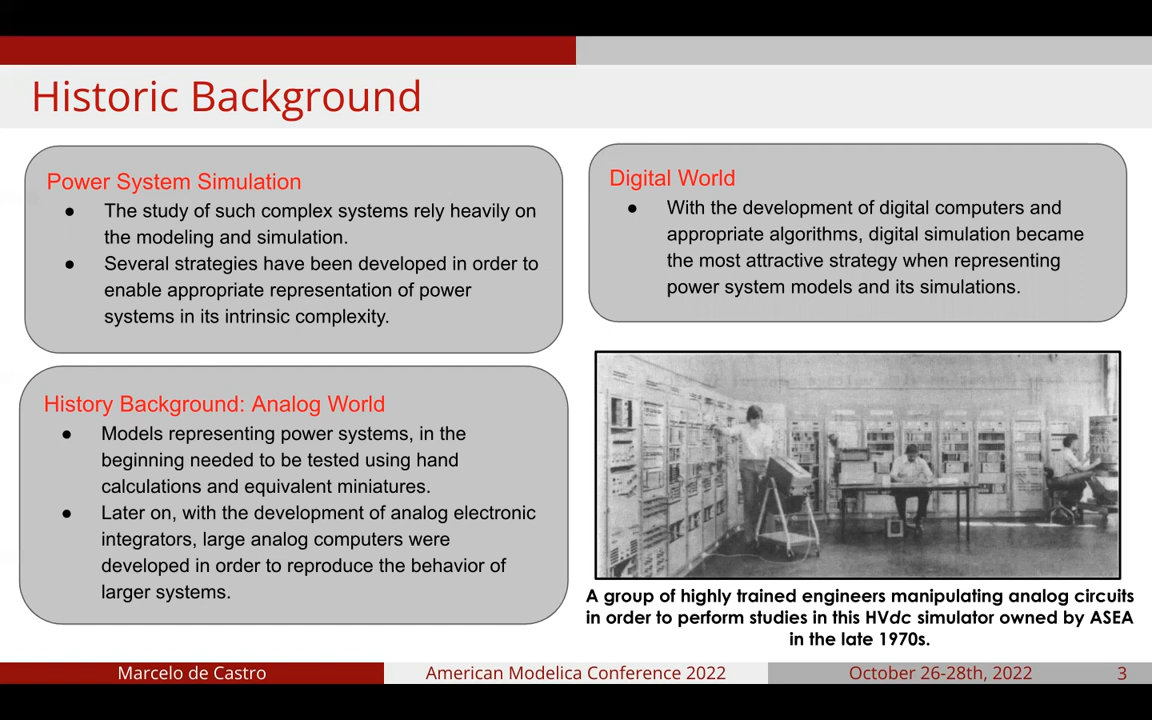 Historic Background
Power System Simulation
● The study of such complex systems rely heavily on
the modeling and simulation.
● Several strategies have been developed in order to
enable appropriate representation of power
systems in its intrinsic complexity.
History Background: Analog World
● Models representing power systems, in the
beginning needed to be tested using hand
calculations and equivalent miniatures.
● Later on, with the development of analog electronic
integrators, large analog computers were
developed in order to reproduce the behavior of
larger systems.
Digital World
● With the development of digital computers and
appropriate algorithms, digital simulation became
the most attractive strategy when representing
power system models and its simulations.
A group of highly trained engineers manipulating analog circuits
in order to perform studies in this HVdc simulator owned by ASEA
in the late 1970s.
Marcelo de Castro
American Modelica Conference 2022
October 26-28th, 2022
3